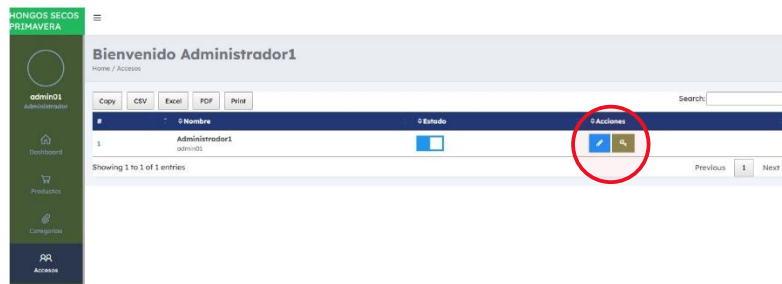 HONGOS SECOS
PRIMAVERA
admin01
Administrador
Dashboard
Productos
Categorias
Accesos
Bienvenido Administrador1
Home / Accesos
Copy CSV Excel PDF Print
Search:
# Nombre Estado Acciones
1 Administrador1
admin01
Showing 1 to 1 of 1 entries
Previous 1 Next